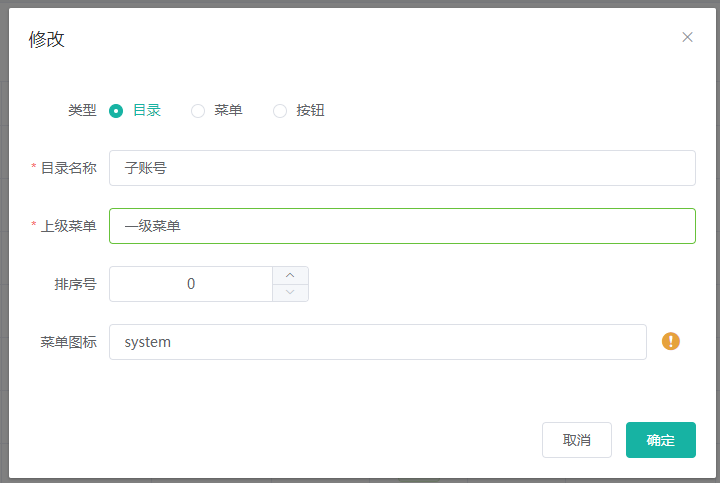 修改
类型 目录 菜单 按钮
* 目录名称 子账号
* 上级菜单 一级菜单
排序号 0
菜单图标 system
取消 确定